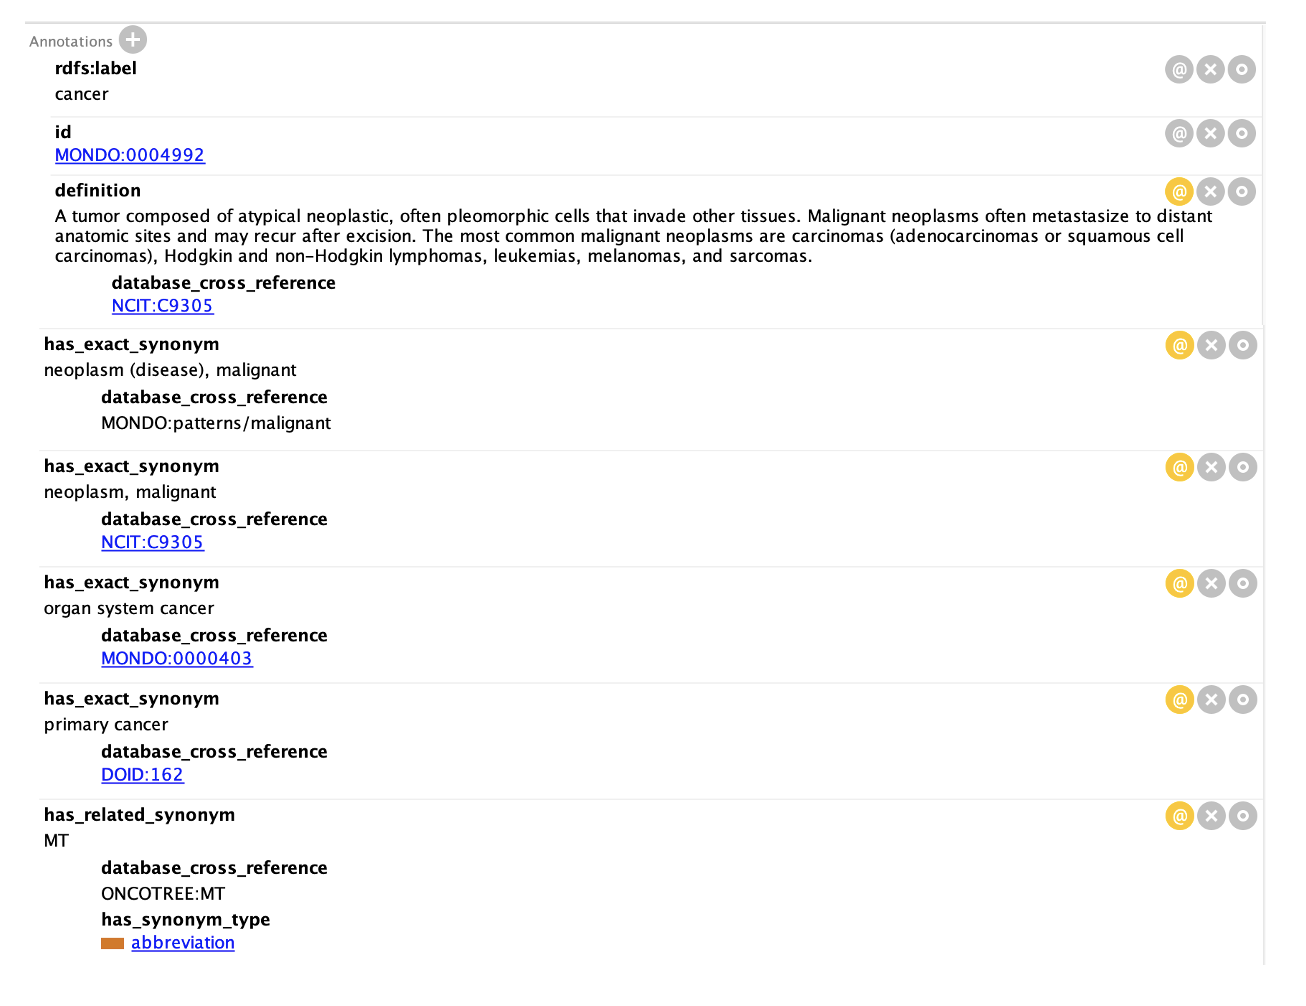 Annotations
rdfs:label
cancer
id
MONDO:0004992
definition
A tumor composed of atypical neoplastic, often pleomorphic cells that invade other tissues. Malignant neoplasms often metastasize to distant
anatomic sites and may recur after excision. The most common malignant neoplasms are carcinomas (adenocarcinomas or squamous cell
carcinomas), Hodgkin and non-Hodgkin lymphomas, leukemias, melanomas, and sarcomas.
database_cross_reference
NCIT:C9305
has_exact_synonym
neoplasm (disease), malignant
database_cross_reference
MONDO:patterns/malignant
has_exact_synonym
neoplasm, malignant
database_cross_reference
NCIT:C9305
has_exact_synonym
organ system cancer
database_cross_reference
MONDO:0000403
has_exact_synonym
primary cancer
database_cross_reference
DOID:162
has_related_synonym
MT
database_cross_reference
ONCOTREE:MT
has_synonym_type
abbreviation